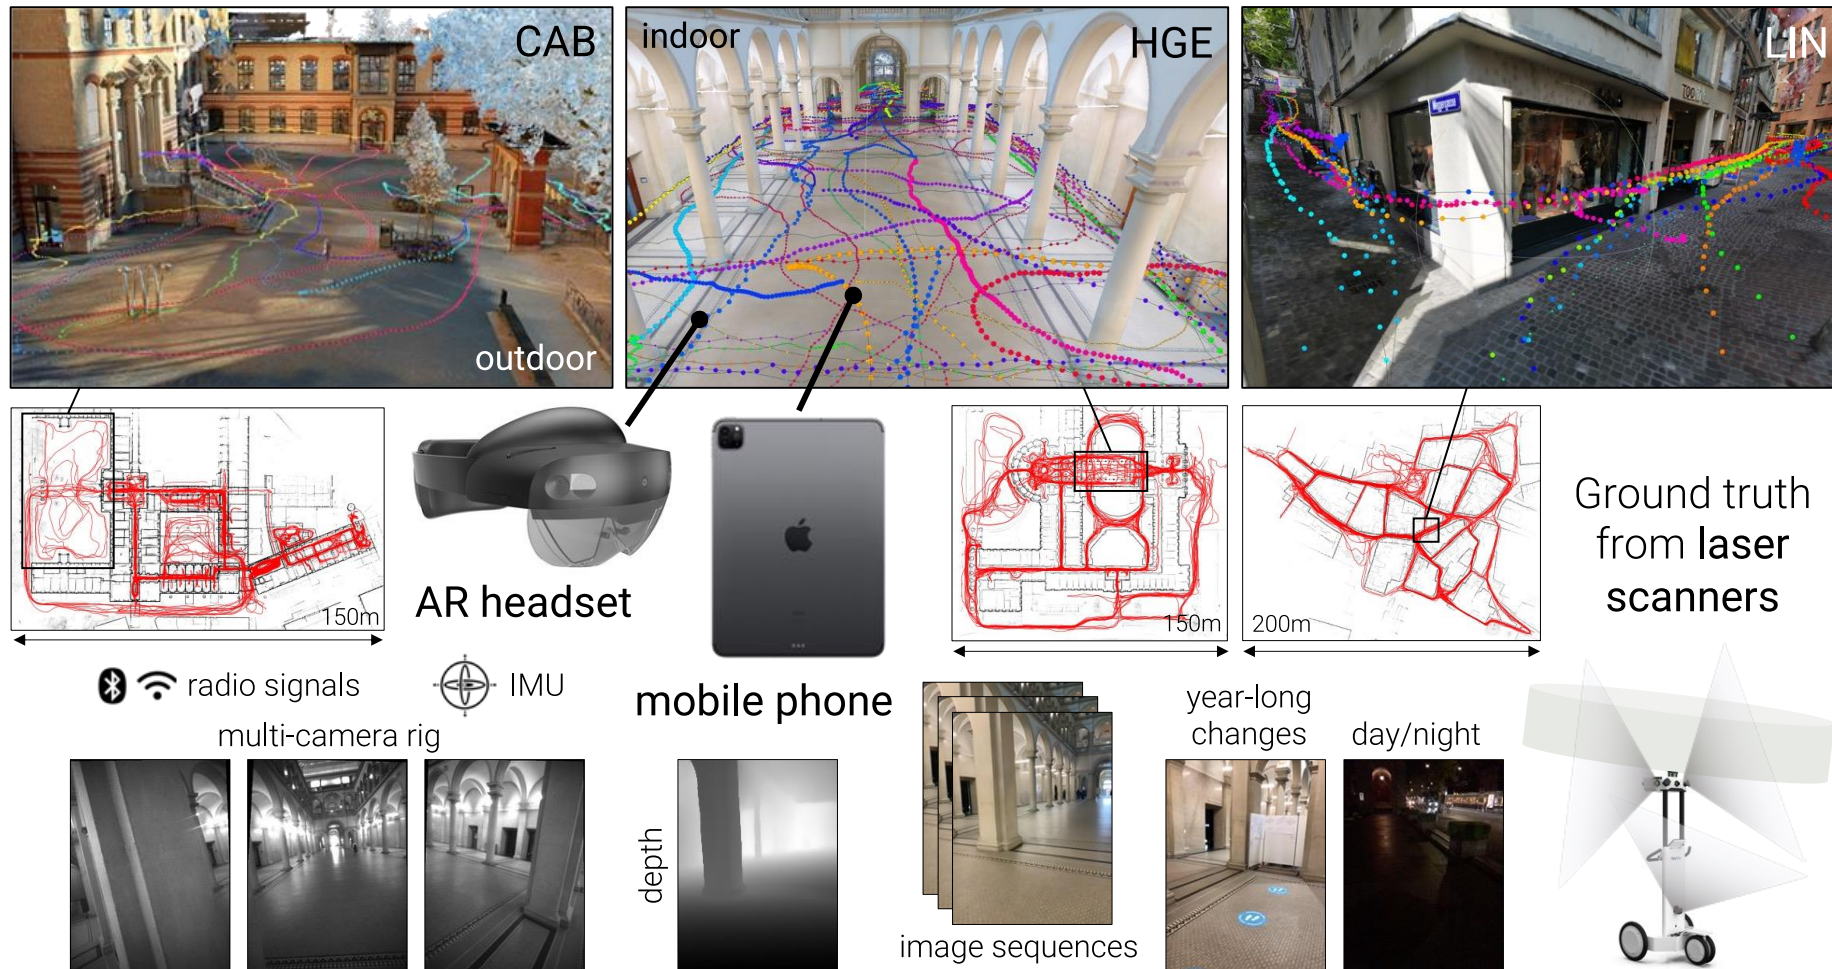 CAB
outdoor
indoor
HGE
LIN
150m
AR headset
mobile phone
150m
200m
Ground truth
from laser
scanners
radio signals
IMU
multi-camera rig
depth
image sequences
year-long
changes
day/night